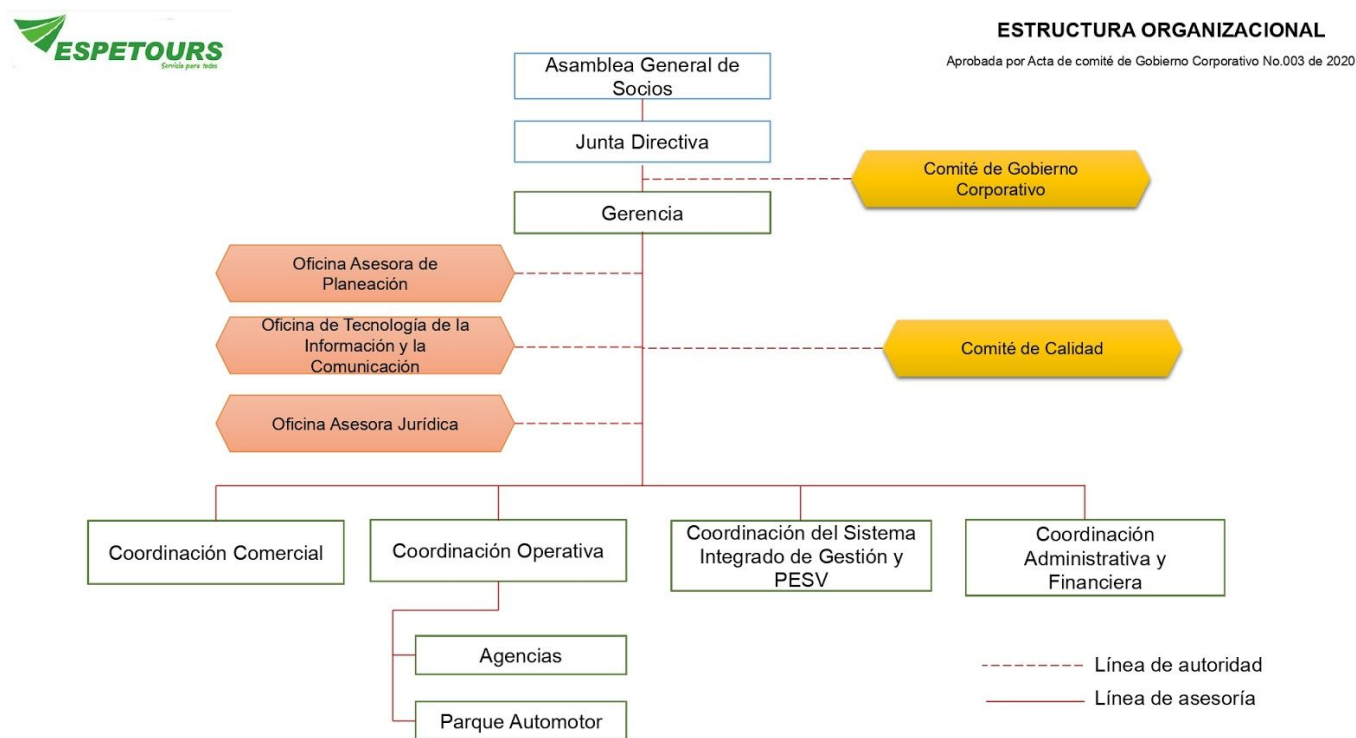 ESPETOURS
Servicio para todos
ESTRUCTURA ORGANIZACIONAL
Aprobada por Acta de comité de Gobierno Corporativo No.003 de 2020
Asamblea General de
Socios
Junta Directiva
Comité de Gobierno
Corporativo
Gerencia
Oficina Asesora de
Planeación
Oficina de Tecnología de la
Información y la
Comunicación
Comité de Calidad
Oficina Asesora Jurídica
Coordinación Comercial
Coordinación Operativa
Coordinación del Sistema
Integrado de Gestión y
PESV
Coordinación
Administrativa y
Financiera
Agencias
Parque Automotor
Línea de autoridad
Línea de asesoría